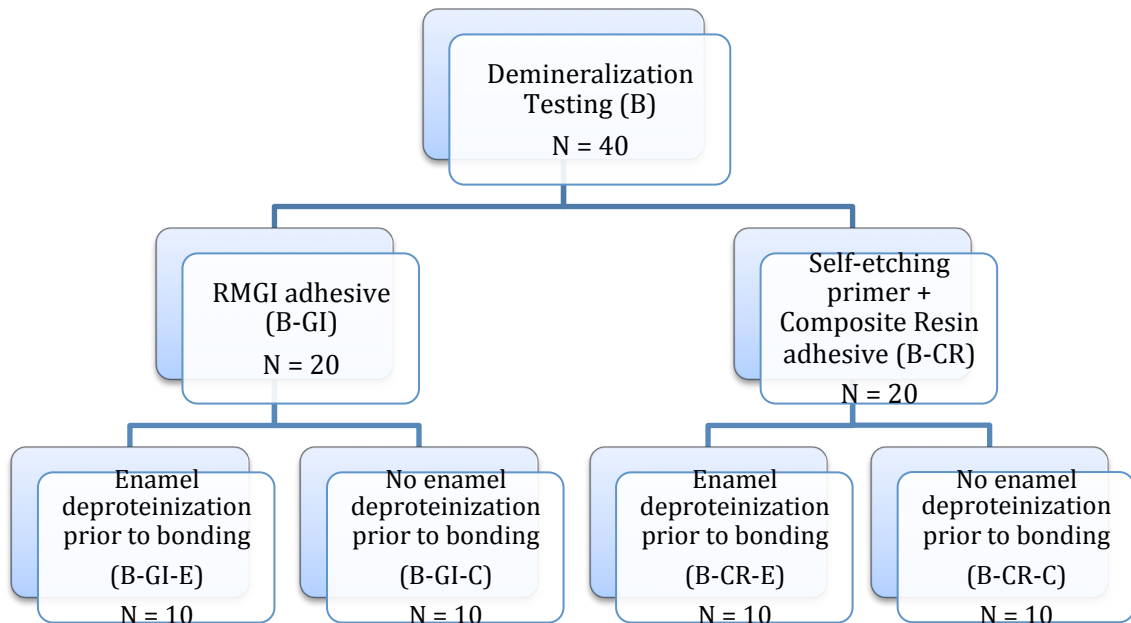 Demineralization
Testing (B)
N = 40
RMGI adhesive
(B-GI)
N = 20
Self-etching
primer +
Composite Resin
adhesive (B-CR)
N = 20
Enamel
deproteinization
prior to bonding
(B-GI-E)
N = 10
No enamel
deproteinization
prior to bonding
(B-GI-C)
N = 10
Enamel
deproteinization
prior to bonding
(B-CR-E)
N = 10
No enamel
deproteinization
prior to bonding
(B-CR-C)
N = 10